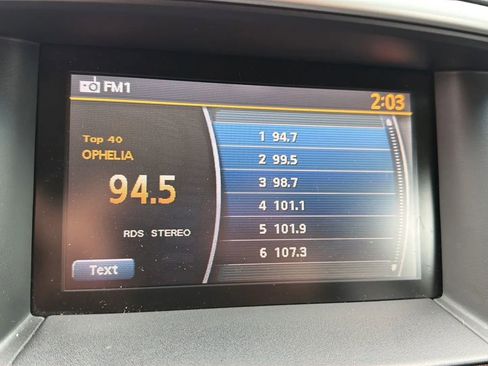 FM1
2:03
Top 40
OPHELIA
94.5
RDS STEREO
Text
1 94.7
2 99.5
3 98.7
4 101.1
5 101.9
6 107.3